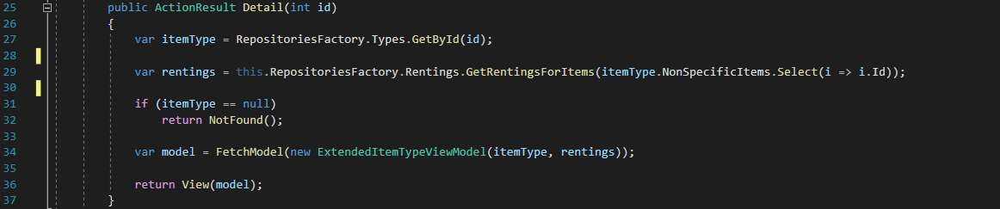 25 public ActionResult Detail(int id)
26 {
27 var itemType = RepositoriesFactory.Types.GetById(id);
28
29 var rentings = this.RepositoriesFactory.Rentings.GetRentingsForItems(itemType.NonSpecificItems.Select(i => i.Id));
30
31 if (itemType == null)
32 return NotFound();
33
34 var model = FetchModel(new ExtendedItemTypeViewModel(itemType, rentings));
35
36 return View(model);
37 }